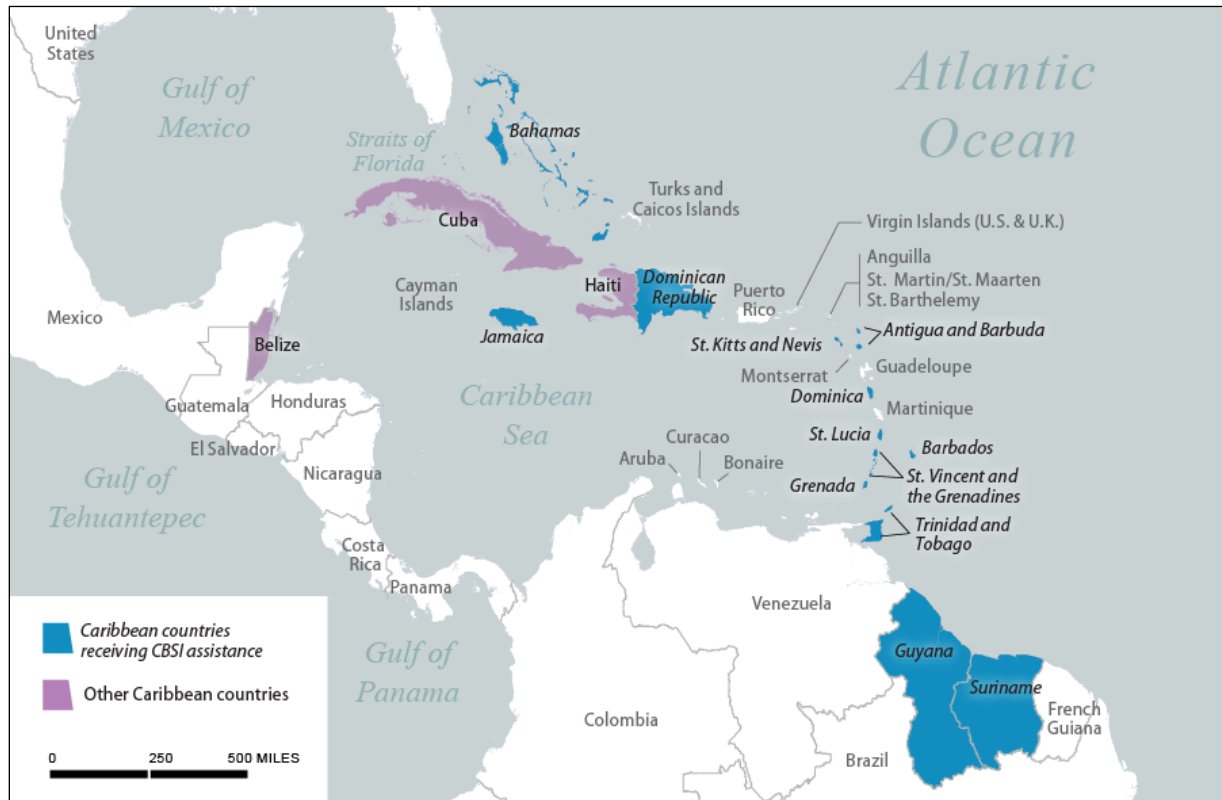 United
States
Gulf of
Mexico
Atlantic
Ocean
Straits of
Florida
Bahamas
Turks and
Caicos Islands
Cuba
Virgin Islands (U.S. & U.K.)
Anguilla
St. Martin/St. Maarten
St. Barthelemy
Cayman
Islands
Haiti
Dominican
Republic
Puerto
Rico
Mexico
Jamaica
Belize
St. Kitts and Nevis
Antigua and Barbuda
Montserrat
Guadeloupe
Guatemala
Honduras
Caribbean
Sea
Dominica
Martinique
El Salvador
Nicaragua
St. Lucia
Barbados
Curacao
Aruba
Bonaire
Grenada
St. Vincent and
the Grenadines
Gulf of
Tehuantepec
Trinidad and
Tobago
Costa
Rica
Panama
Venezuela
Guyana
Suriname
French
Guiana
Gulf of
Panama
Colombia
Brazil
Caribbean countries
receiving CBSI assistance
Other Caribbean countries
0 250 500 MILES